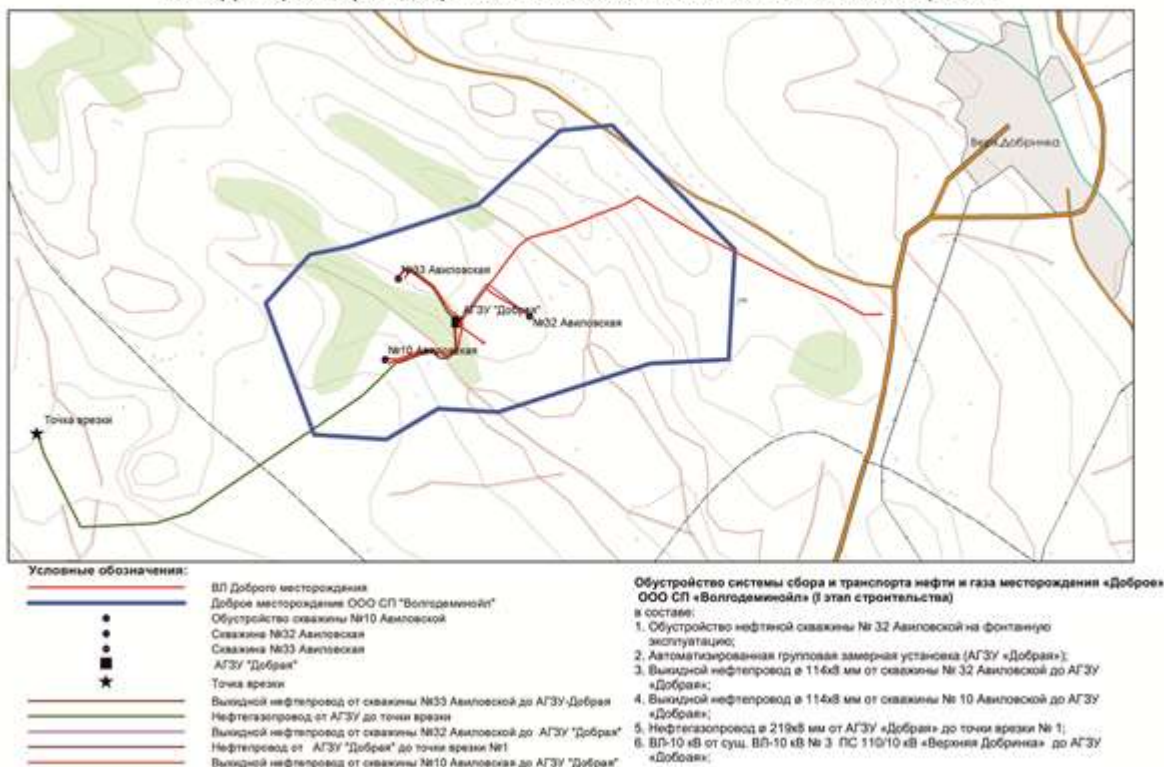 Верх.Добринка
№33 Авиловская
АГЗУ "Добрая"
№32 Авиловская
№10 Авиловская
Точка врезки
Условные обозначения:
ВЛ Доброго месторождения
Доброе месторождение ООО СП "Волгодеминойл"
Обустройство скважины №10 Авиловской
Скважина №32 Авиловская
Скважина №33 Авиловская
АГЗУ "Добрая"
Точка врезки
Выкидной нефтепровод от скважины №33 Авиловской до АГЗУ-Добрая
Нефтегазопровод от АГЗУ до точки врезки
Выкидной нефтепровод от скважины №32 Авиловской до АГЗУ "Добрая"
Нефтепровод от АГЗУ "Добрая" до точки врезки №1
Выкидной нефтепровод от скважины №10 Авиловская до АГЗУ "Добрая"
Обустройство системы сбора и транспорта нефти и газа месторождения «Доброе»
ООО СП «Волгодеминойл» (I этап строительства)
в составе:
1. Обустройство нефтяной скважины № 32 Авиловской на фонтанную
эксплуатацию;
2. Автоматизированная групповая замерная установка (АГЗУ «Добрая»);
3. Выкидной нефтепровод ø 114х8 мм от скважины № 32 Авиловской до АГЗУ
«Добрая»;
4. Выкидной нефтепровод ø 114х8 мм от скважины № 10 Авиловской до АГЗУ
«Добрая»;
5. Нефтегазопровод ø 219х8 мм от АГЗУ «Добрая» до точки врезки № 1;
6. ВЛ-10 кВ от сущ. ВЛ-10 кВ № 3 ПС 110/10 кВ «Верхняя Добринка» до АГЗУ
«Добрая»;